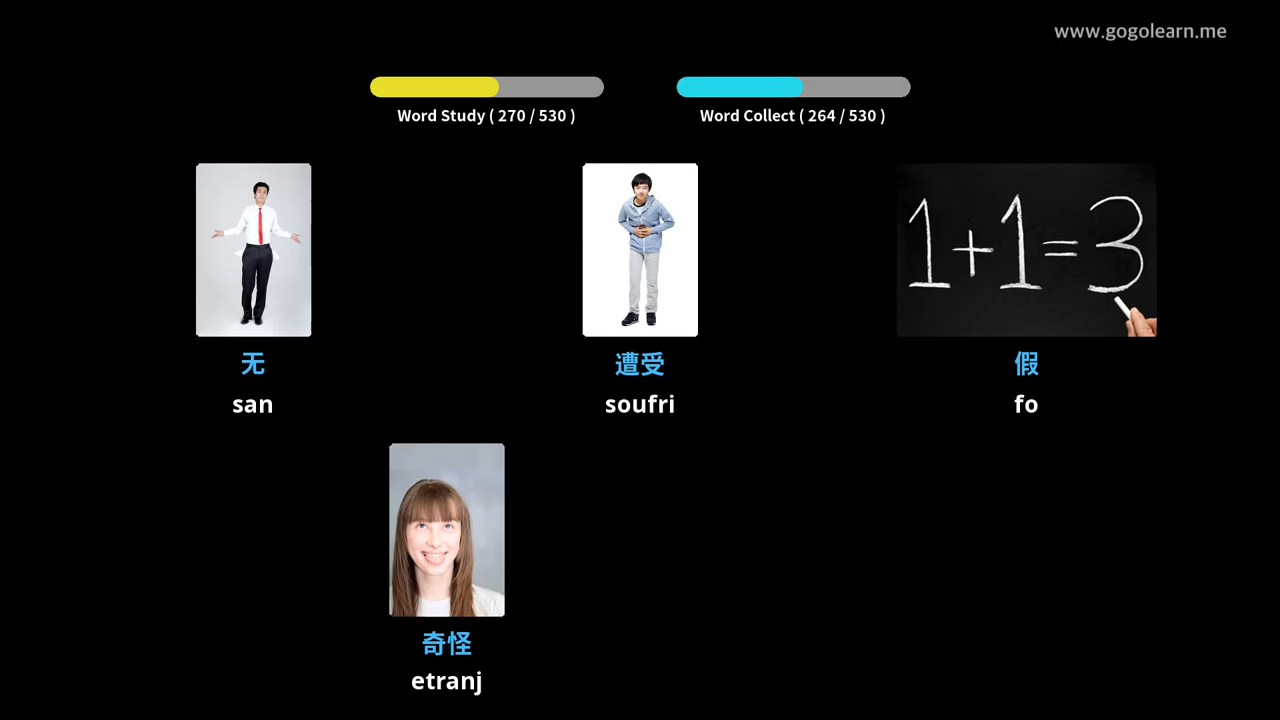 www.gogolearn.me
Word Study ( 270 / 530 )
Word Collect ( 264 / 530 )
1+1=3
无
遭受
假
san
soufri
fo
奇怪
etranj